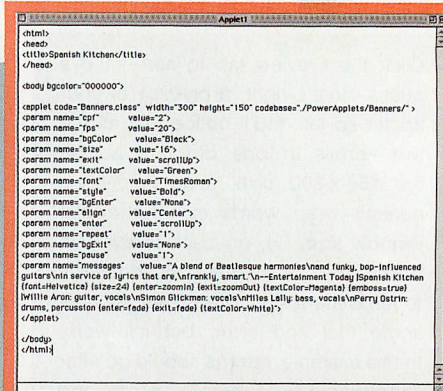 Applet1
<html>
<head>
<title>Spanish Kitchen</title>
</head>
<body bgcolor="000000">
<applet code="Banners.class" width="300" height="150" codebase="./PowerApplets/Banners/" >
<param name="cpf" value="2">
<param name="fps" value="20">
<param name="bgColor" value="Black">
<param name="size" value="16">
<param name="exit" value="scrollUp">
<param name="textColor" value="Green">
<param name="font" value="TimesRoman">
<param name="style" value="Bold">
<param name="bgEnter" value="None">
<param name="align" value="Center">
<param name="enter" value="scrollUp">
<param name="repeat" value="1">
<param name="bgExit" value="None">
<param name="pause" value="1">
<param name="messages" value="A blend of Beatlesque harmonies\nand funky, bop-influenced
guitars\nin service of lyrics that are,\nfrankly, smart."\n--Entertainment Today |Spanish Kitchen
{font=Helvetica} {size=24} {enter=zoomIn} {exit=zoomOut} {textColor=Magenta} {emboss=true}
|Willie Aron: guitar, vocals\nSimon Glickman: vocals\nMiles Lally: bass, vocals\nPerry Ostrin:
drums, percussion {enter=fade} {exit=fade} {textColor=White}">
</applet>
</body>
</html>